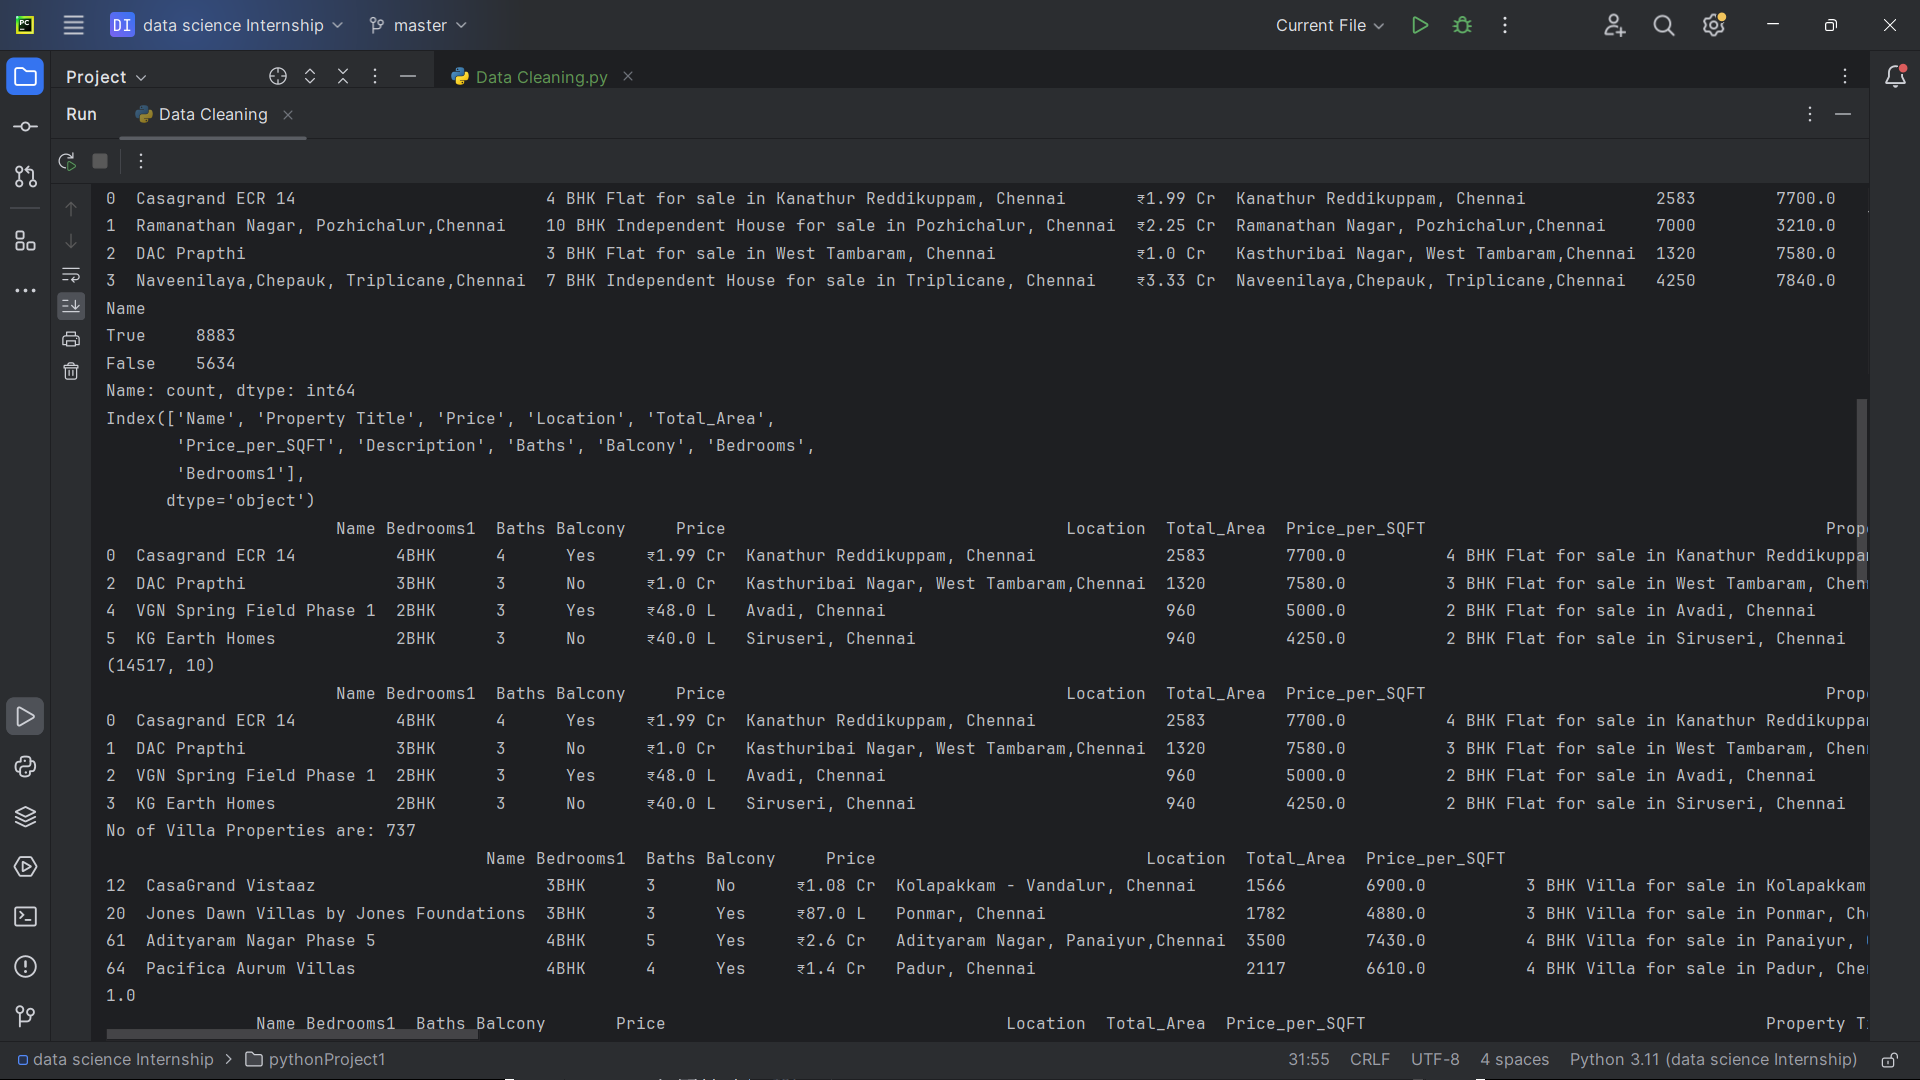 PC
DI data science Internship master Current File
Project Data Cleaning.py
Run Data Cleaning
0 Casagrand ECR 14 4 BHK Flat for sale in Kanathur Reddikuppam, Chennai ₹1.99 Cr Kanathur Reddikuppam, Chennai 2583 7700.0
1 Ramanathan Nagar, Pozhichalur,Chennai 10 BHK Independent House for sale in Pozhichalur, Chennai ₹2.25 Cr Ramanathan Nagar, Pozhichalur,Chennai 7000 3210.0
2 DAC Prapthi 3 BHK Flat for sale in West Tambaram, Chennai ₹1.0 Cr Kasthuribai Nagar, West Tambaram,Chennai 1320 7580.0
3 Naveenilaya,Chepauk, Triplicane,Chennai 7 BHK Independent House for sale in Triplicane, Chennai ₹3.33 Cr Naveenilaya,Chepauk, Triplicane,Chennai 4250 7840.0
Name
True 8883
False 5634
Name: count, dtype: int64
Index(['Name', 'Property Title', 'Price', 'Location', 'Total_Area',
'Price_per_SQFT', 'Description', 'Baths', 'Balcony', 'Bedrooms',
'Bedrooms1'],
dtype='object')
Name Bedrooms1 Baths Balcony Price Location Total_Area Price_per_SQFT Prop
0 Casagrand ECR 14 4BHK 4 Yes ₹1.99 Cr Kanathur Reddikuppam, Chennai 2583 7700.0 4 BHK Flat for sale in Kanathur Reddikuppam
2 DAC Prapthi 3BHK 3 No ₹1.0 Cr Kasthuribai Nagar, West Tambaram,Chennai 1320 7580.0 3 BHK Flat for sale in West Tambaram, Chen
4 VGN Spring Field Phase 1 2BHK 3 Yes ₹48.0 L Avadi, Chennai 960 5000.0 2 BHK Flat for sale in Avadi, Chennai
5 KG Earth Homes 2BHK 3 No ₹40.0 L Siruseri, Chennai 940 4250.0 2 BHK Flat for sale in Siruseri, Chennai
(14517, 10)
Name Bedrooms1 Baths Balcony Price Location Total_Area Price_per_SQFT Prop
0 Casagrand ECR 14 4BHK 4 Yes ₹1.99 Cr Kanathur Reddikuppam, Chennai 2583 7700.0 4 BHK Flat for sale in Kanathur Reddikuppam
1 DAC Prapthi 3BHK 3 No ₹1.0 Cr Kasthuribai Nagar, West Tambaram,Chennai 1320 7580.0 3 BHK Flat for sale in West Tambaram, Chen
2 VGN Spring Field Phase 1 2BHK 3 Yes ₹48.0 L Avadi, Chennai 960 5000.0 2 BHK Flat for sale in Avadi, Chennai
3 KG Earth Homes 2BHK 3 No ₹40.0 L Siruseri, Chennai 940 4250.0 2 BHK Flat for sale in Siruseri, Chennai
No of Villa Properties are: 737
Name Bedrooms1 Baths Balcony Price Location Total_Area Price_per_SQFT
12 CasaGrand Vistaaz 3BHK 3 No ₹1.08 Cr Kolapakkam - Vandalur, Chennai 1566 6900.0 3 BHK Villa for sale in Kolapakkam
20 Jones Dawn Villas by Jones Foundations 3BHK 3 Yes ₹87.0 L Ponmar, Chennai 1782 4880.0 3 BHK Villa for sale in Ponmar, Ch
61 Adityaram Nagar Phase 5 4BHK 5 Yes ₹2.6 Cr Adityaram Nagar, Panaiyur,Chennai 3500 7430.0 4 BHK Villa for sale in Panaiyur,
64 Pacifica Aurum Villas 4BHK 4 Yes ₹1.4 Cr Padur, Chennai 2117 6610.0 4 BHK Villa for sale in Padur, Che
1.0
Name Bedrooms1 Baths Balcony Price Location Total_Area Price_per_SQFT Property T
data science Internship > pythonProject1 31:55 CRLF UTF-8 4 spaces Python 3.11 (data science Internship)